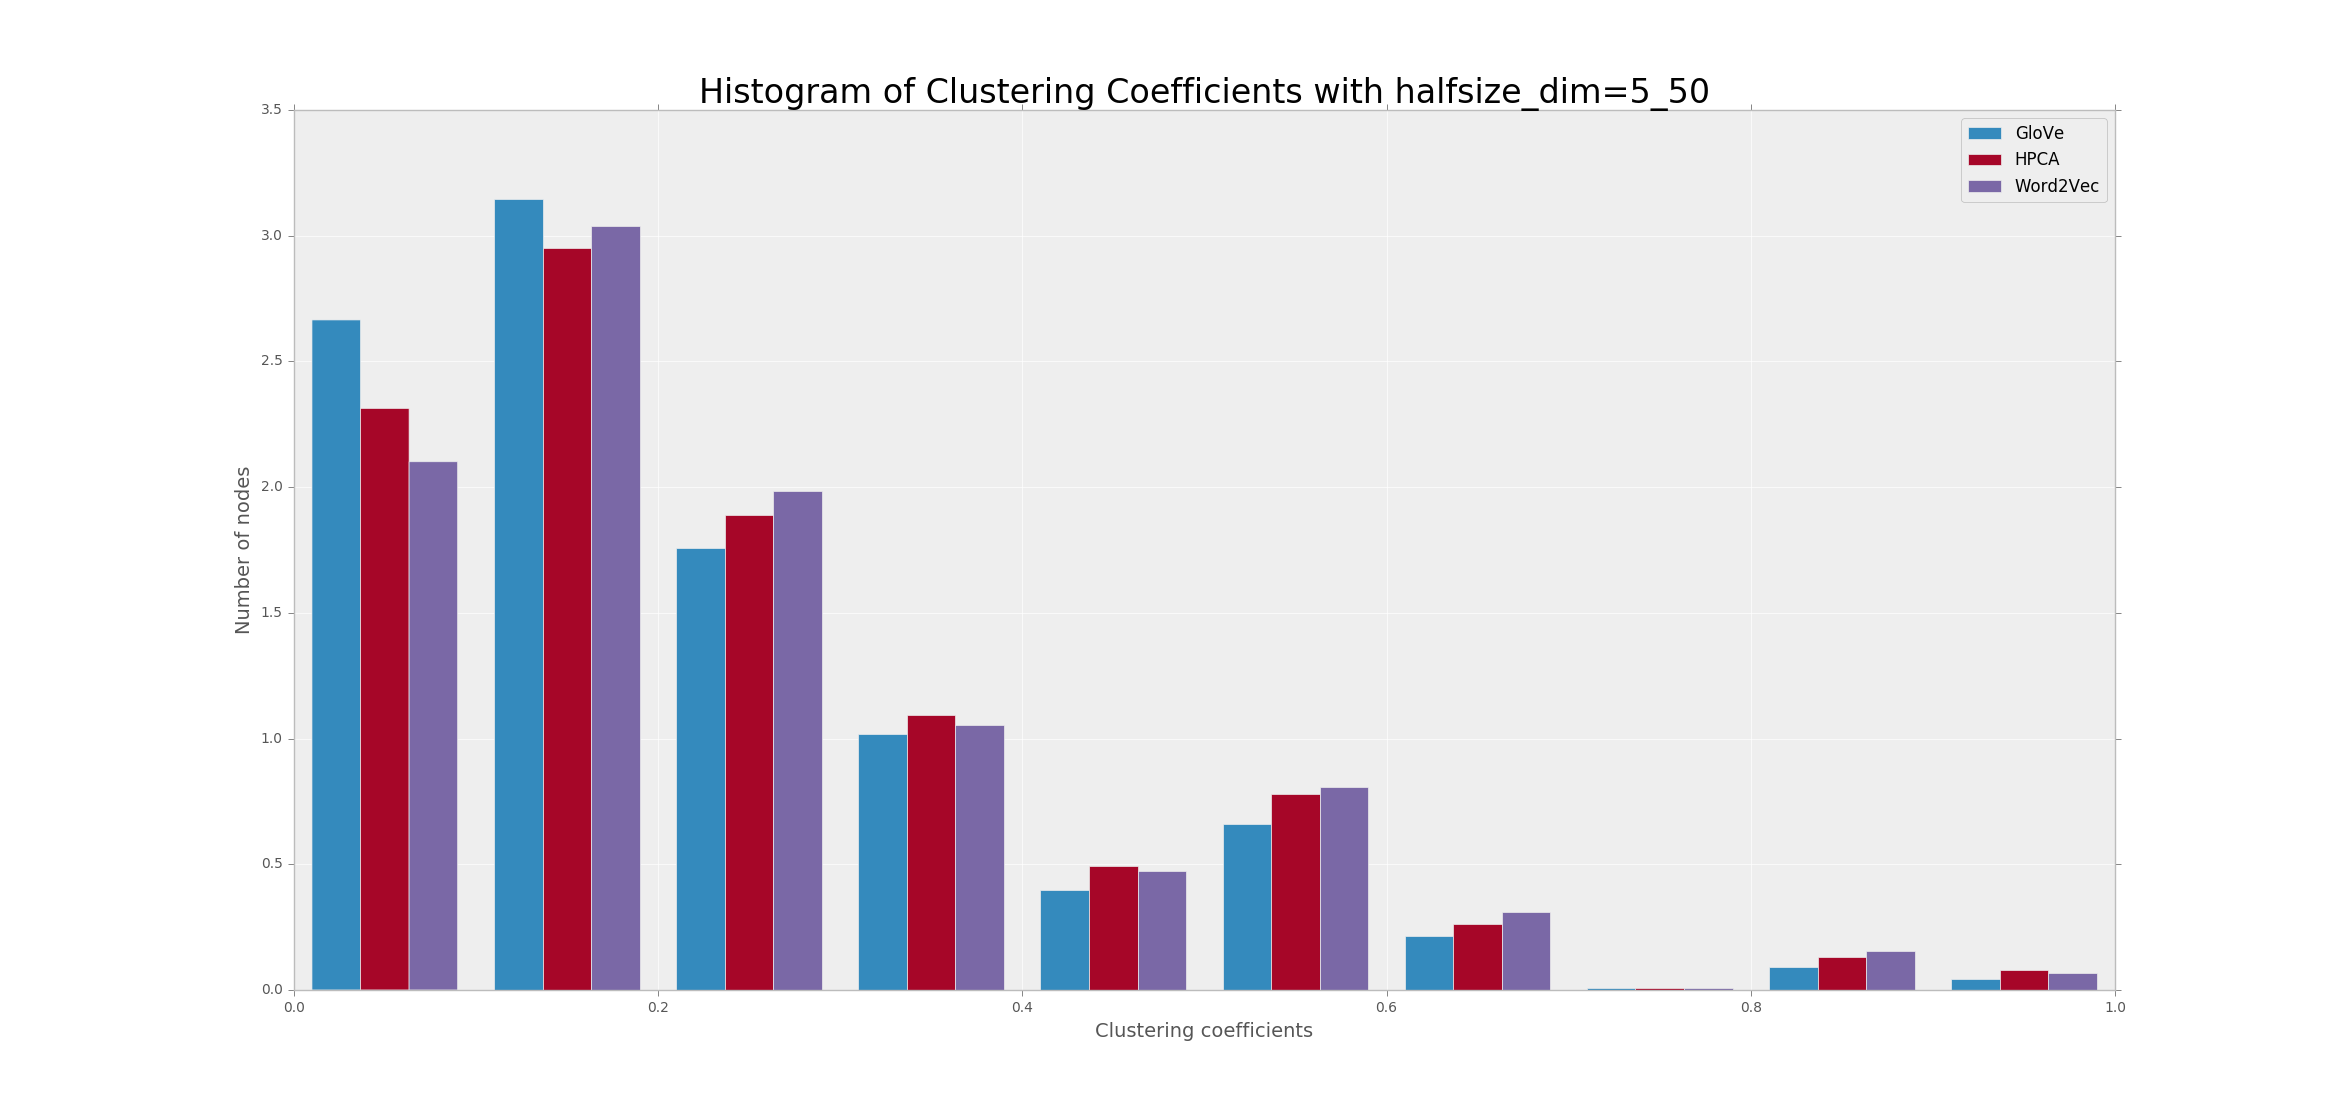 Histogram of Clustering Coefficients with halfsize_dim=5_50
3.5
3.0
2.5
2.0
1.5
1.0
0.5
0.0
Number of nodes
GloVe
HPCA
Word2Vec
0.0 0.2 0.4 0.6 0.8 1.0
Clustering coefficients